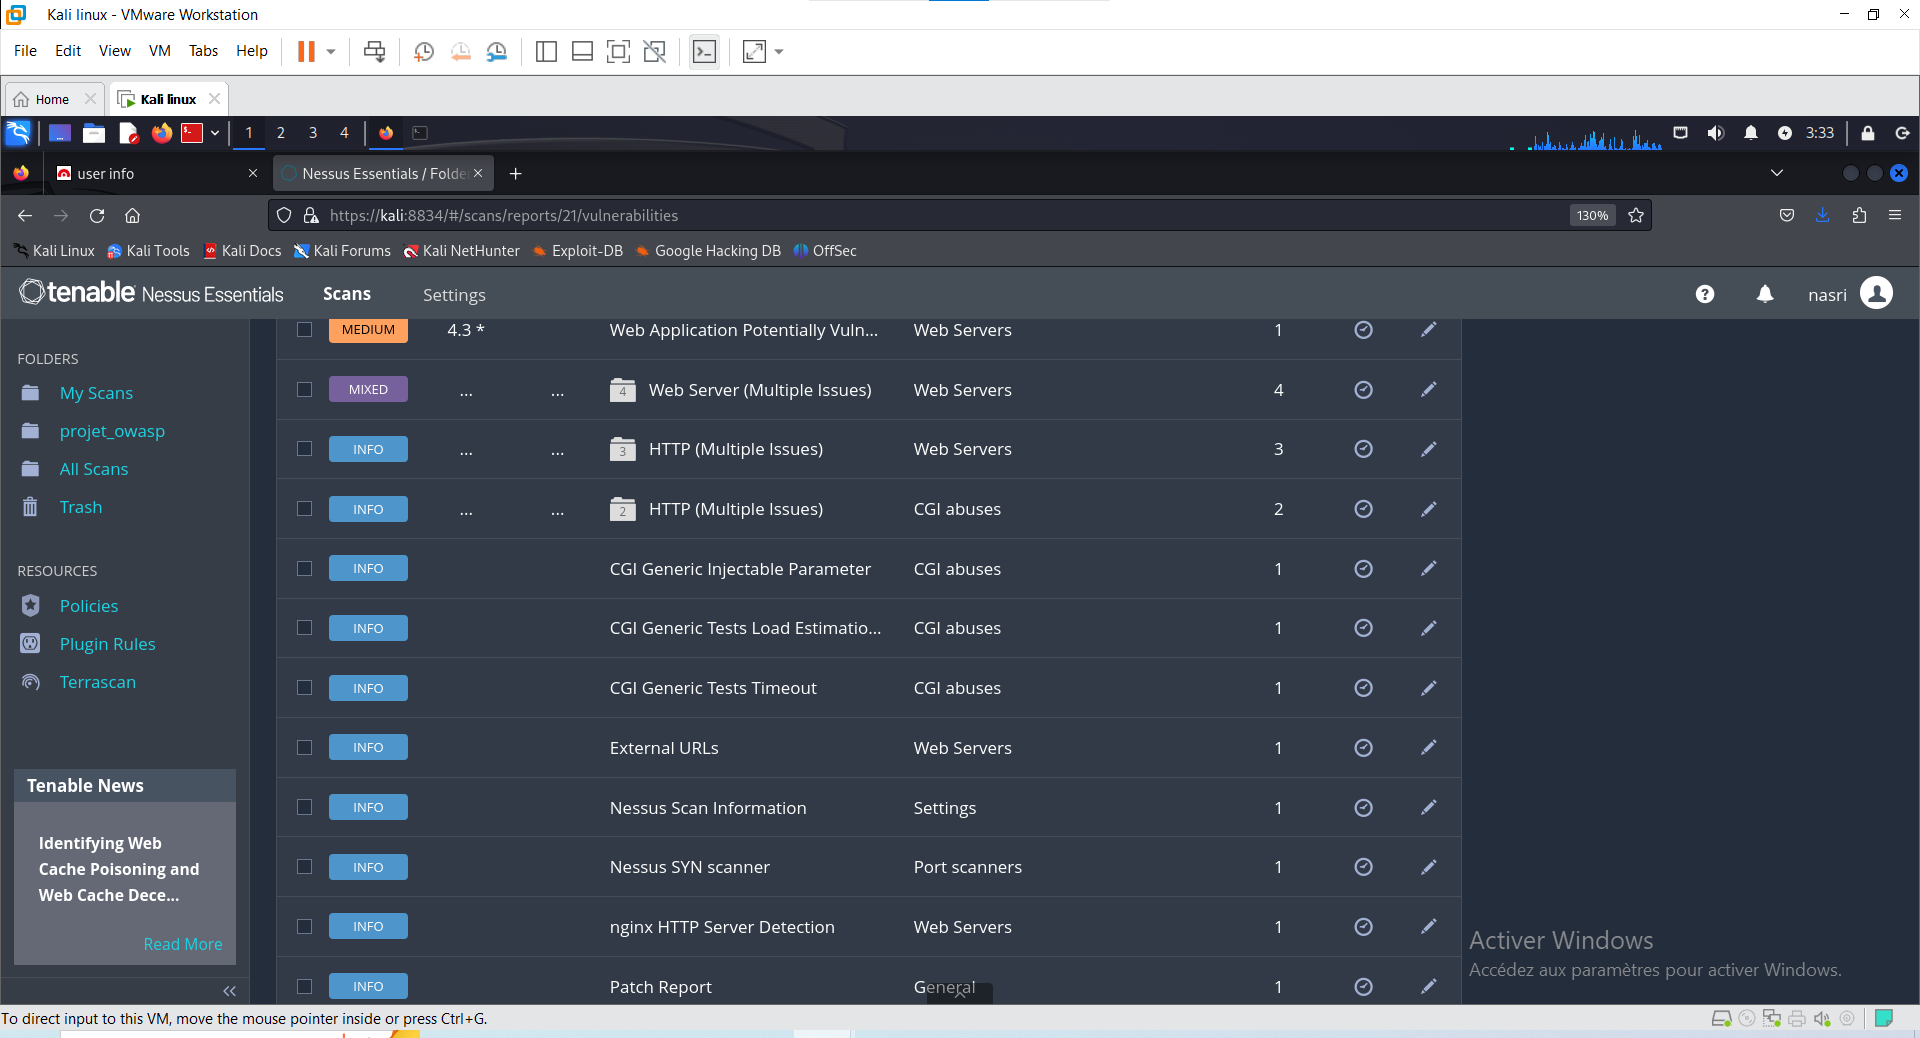 Kali linux - VMware Workstation
File Edit View VM Tabs Help
Home Kali linux
1 2 3 4 3:33
user info Nessus Essentials / Folde
https://kali:8834/#/scans/reports/21/vulnerabilities 130%
Kali Linux Kali Tools Kali Docs Kali Forums Kali NetHunter Exploit-DB Google Hacking DB OffSec
tenable Nessus Essentials Scans Settings nasri
FOLDERS
My Scans
projet_owasp
All Scans
Trash
RESOURCES
Policies
Plugin Rules
Terrascan
Tenable News
Identifying Web
Cache Poisoning and
Web Cache Dece...
Read More
MEDIUM 4.3 * Web Application Potentially Vuln... Web Servers 1
MIXED ... ... 4 Web Server (Multiple Issues) Web Servers 4
INFO ... ... 3 HTTP (Multiple Issues) Web Servers 3
INFO ... ... 2 HTTP (Multiple Issues) CGI abuses 2
INFO CGI Generic Injectable Parameter CGI abuses 1
INFO CGI Generic Tests Load Estimatio... CGI abuses 1
INFO CGI Generic Tests Timeout CGI abuses 1
INFO External URLs Web Servers 1
INFO Nessus Scan Information Settings 1
INFO Nessus SYN scanner Port scanners 1
INFO nginx HTTP Server Detection Web Servers 1
INFO Patch Report General 1
Activer Windows
Accédez aux paramètres pour activer Windows.
To direct input to this VM, move the mouse pointer inside or press Ctrl+G.